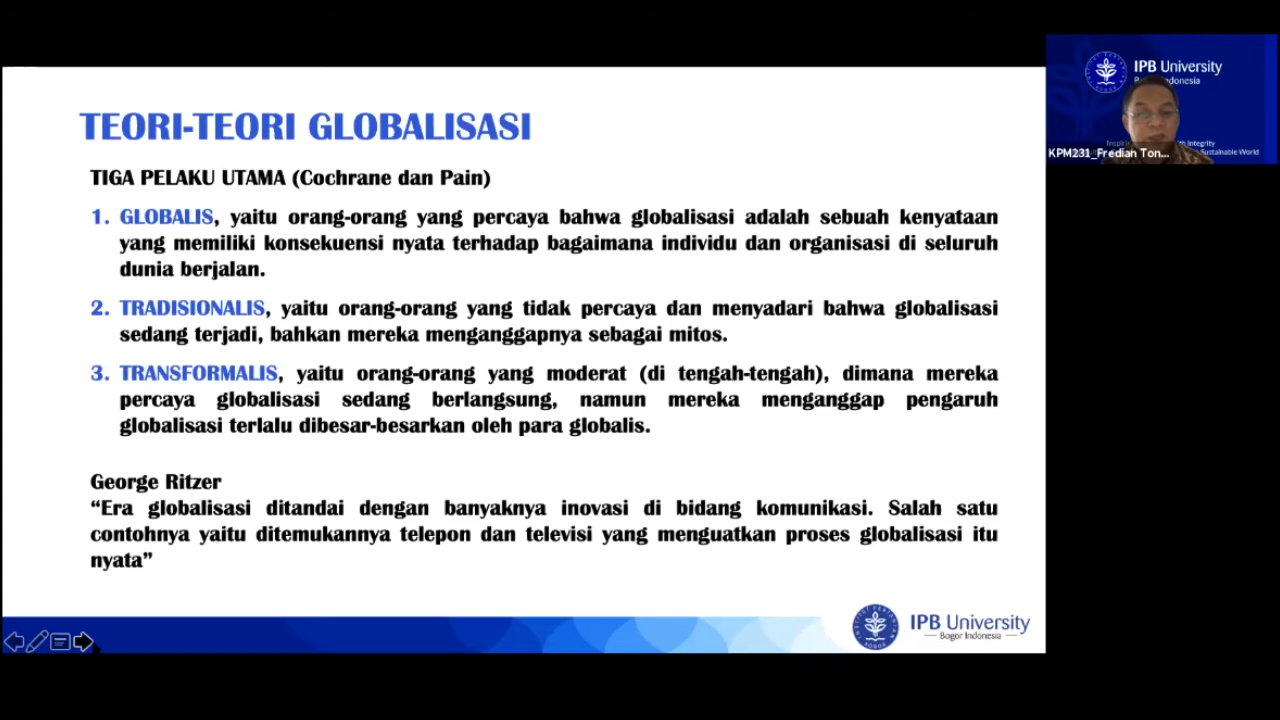 TEORI-TEORI GLOBALISASI
TIGA PELAKU UTAMA (Cochrane dan Pain)
1. GLOBALIS, yaitu orang-orang yang percaya bahwa globalisasi adalah sebuah kenyataan
yang memiliki konsekuensi nyata terhadap bagaimana individu dan organisasi di seluruh
dunia berjalan.
2. TRADISIONALIS, yaitu orang-orang yang tidak percaya dan menyadari bahwa globalisasi
sedang terjadi, bahkan mereka menganggapnya sebagai mitos.
3. TRANSFORMALIS, yaitu orang-orang yang moderat (di tengah-tengah), dimana mereka
percaya globalisasi sedang berlangsung, namun mereka menganggap pengaruh
globalisasi terlalu dibesar-besarkan oleh para globalis.
George Ritzer
“Era globalisasi ditandai dengan banyaknya inovasi di bidang komunikasi. Salah satu
contohnya yaitu ditemukannya telepon dan televisi yang menguatkan proses globalisasi itu
nyata”
IPB University
Bogor Indonesia
IPB University
Integrity
Sustainable World
KPM231_Fredian Ton...